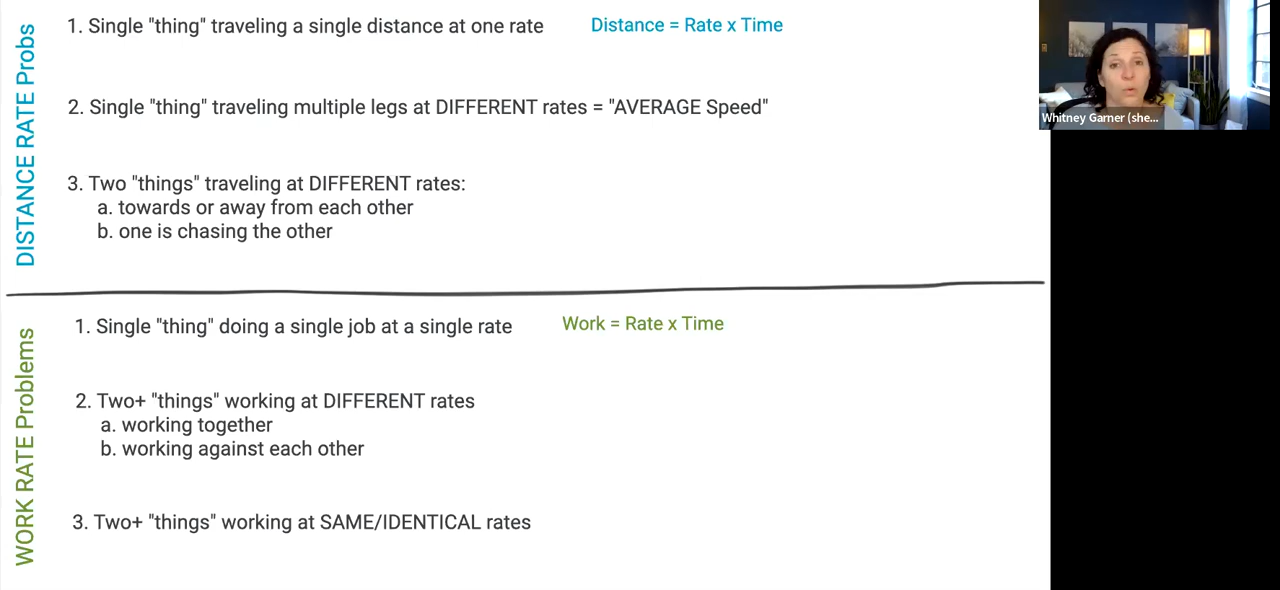 DISTANCE RATE Probs
1. Single "thing" traveling a single distance at one rate
Distance = Rate x Time
2. Single "thing" traveling multiple legs at DIFFERENT rates = "AVERAGE Speed"
3. Two "things" traveling at DIFFERENT rates:
a. towards or away from each other
b. one is chasing the other
WORK RATE Problems
1. Single "thing" doing a single job at a single rate
Work = Rate x Time
2. Two+ "things" working at DIFFERENT rates
a. working together
b. working against each other
3. Two+ "things" working at SAME/IDENTICAL rates
Whitney Garner (she...